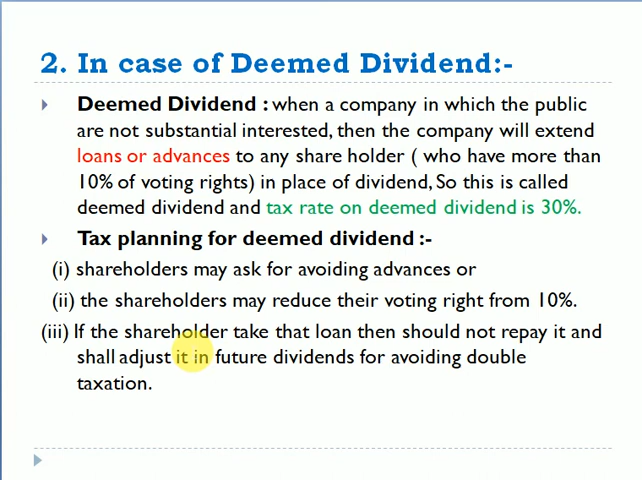 2. In case of Deemed Dividend:-
Deemed Dividend : when a company in which the public
are not substantial interested, then the company will extend
loans or advances to any share holder ( who have more than
10% of voting rights) in place of dividend, So this is called
deemed dividend and tax rate on deemed dividend is 30%.
Tax planning for deemed dividend :-
(i) shareholders may ask for avoiding advances or
(ii) the shareholders may reduce their voting right from 10%.
(iii) If the shareholder take that loan then should not repay it and
shall adjust it in future dividends for avoiding double
taxation.